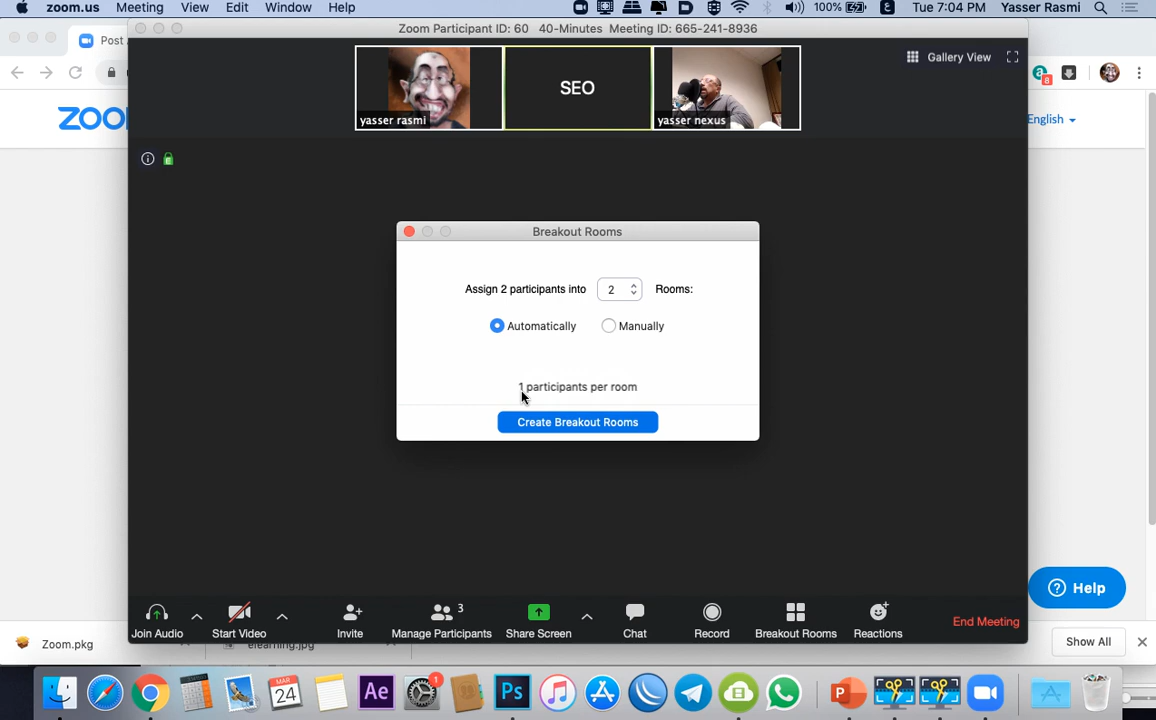 zoom.us Meeting View Edit Window Help 100% Tue 7:04 PM Yasser Rasmi
Zoom Participant ID: 60 40-Minutes Meeting ID: 665-241-8936
Post
Gallery View
8
SEO
yasser rasmi
yasser nexus
ZOO
English
Breakout Rooms
Assign 2 participants into 2 Rooms:
Automatically Manually
1 participants per room
Create Breakout Rooms
Help
3
Join Audio Start Video Invite Manage Participants Share Screen Chat Record Breakout Rooms Reactions End Meeting
Zoom.pkg elearning.jpg Show All
MAR
24
Ae
1
Ps
P